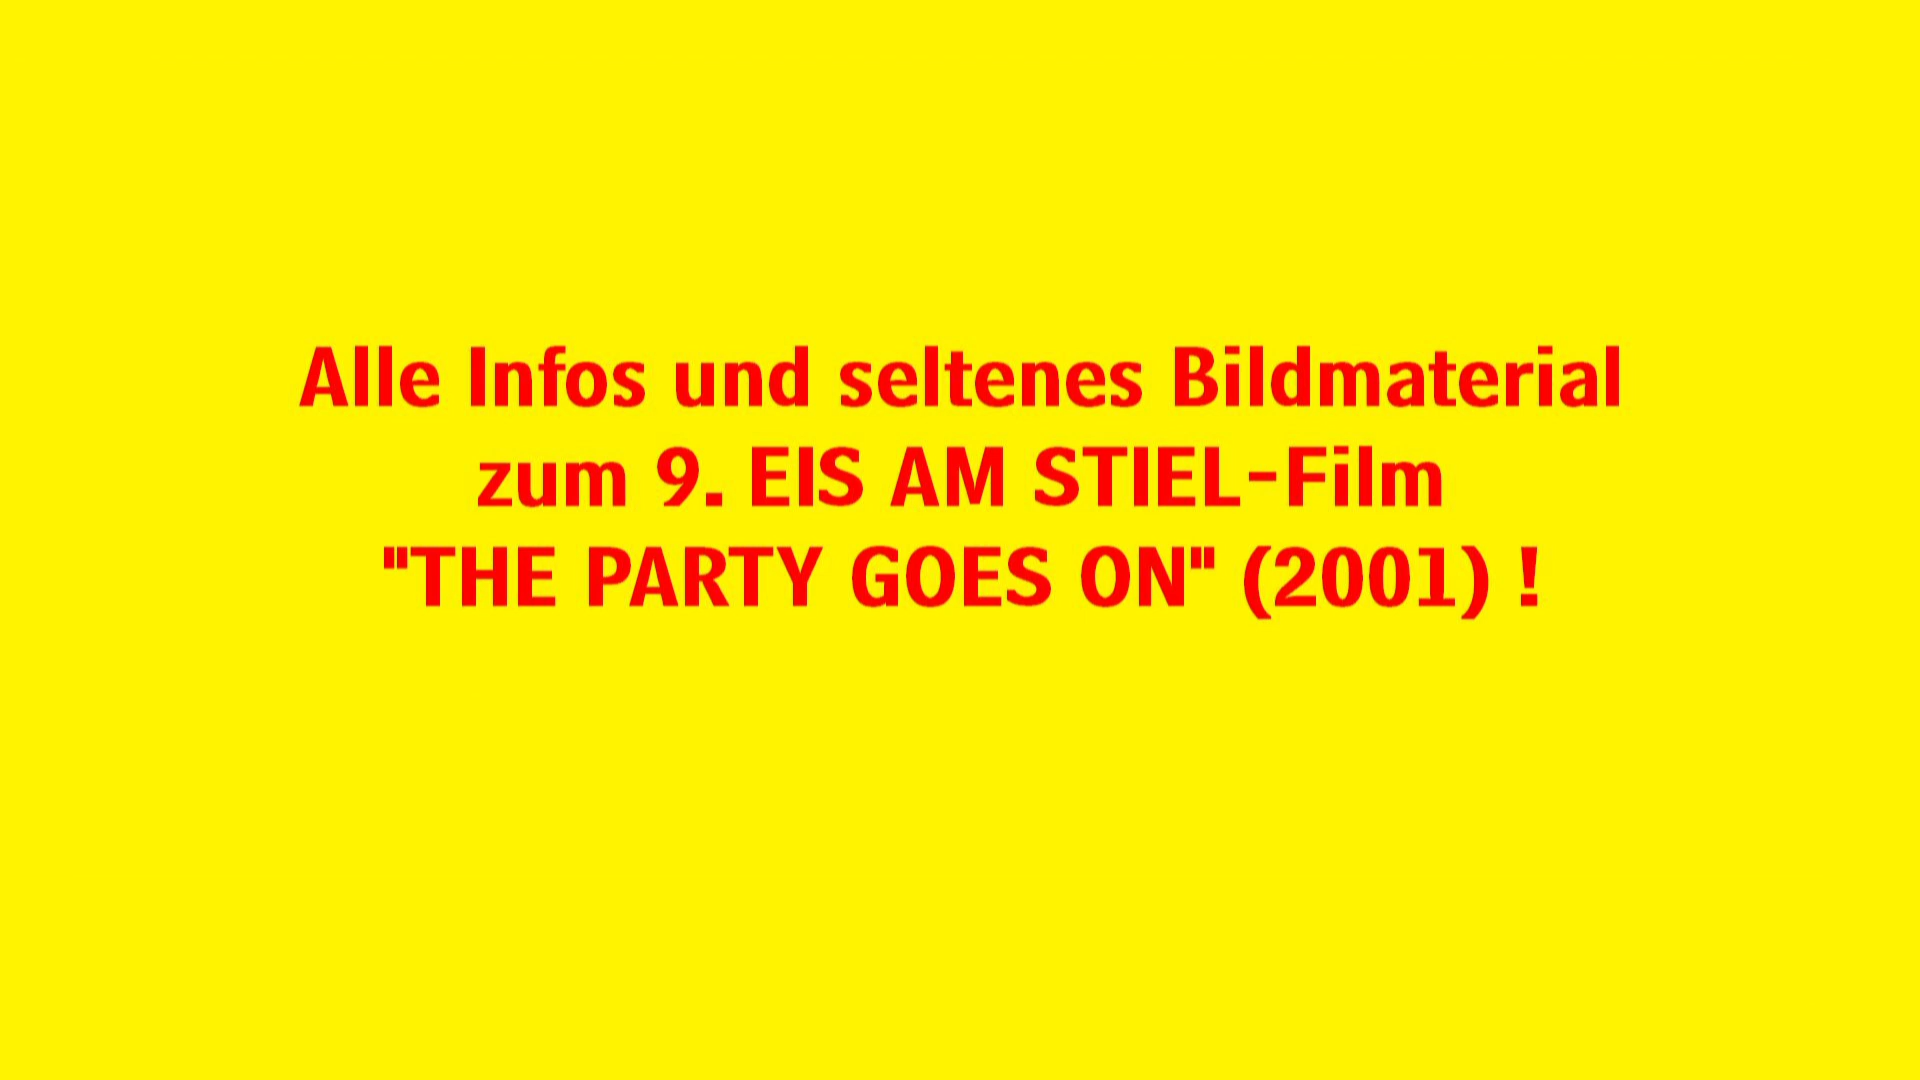 Alle Infos und seltenes Bildmaterial
zum 9. EIS AM STIEL-Film
"THE PARTY GOES ON" (2001) !